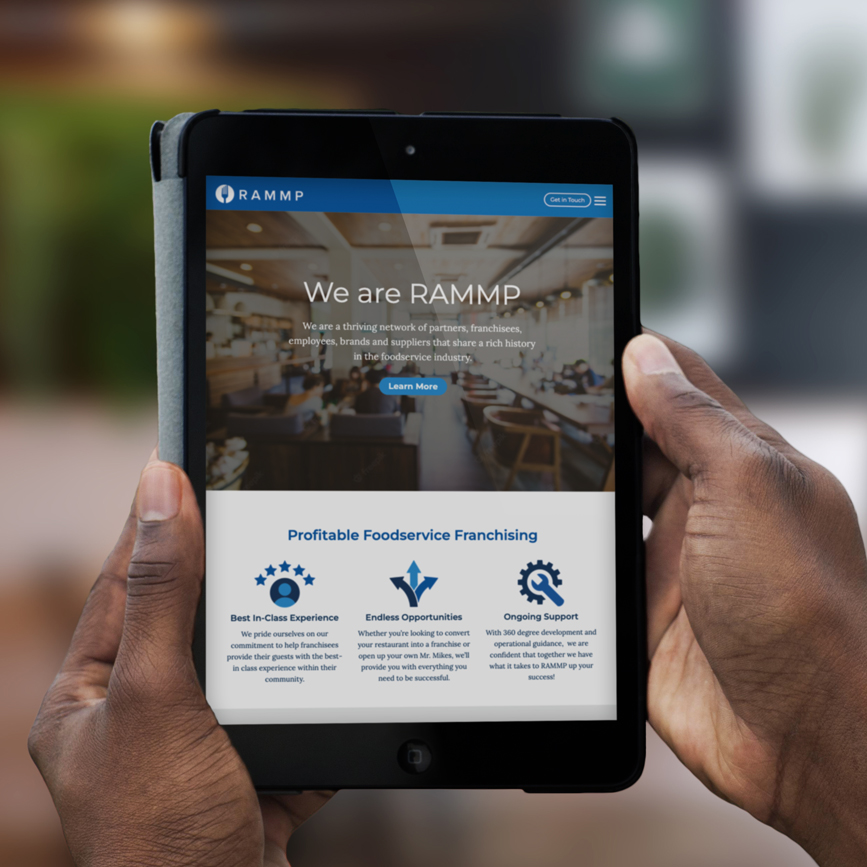 RAMMP
Get in Touch
We are RAMMP
We are a thriving network of partners, franchisees,
employees, brands and suppliers that share a rich history
in the foodservice industry.
Learn More
Profitable Foodservice Franchising
Best In-Class Experience
We pride ourselves on our
commitment to help franchisees
provide their guests with the best-
in class experience within their
community.
Endless Opportunities
Whether you're looking to convert
your restaurant into a franchise or
open up your own Mr. Mikes, we'll
provide you with everything you
need to be successful.
Ongoing Support
With 360 degree development and
operational guidance, we are
confident that together we have
what it takes to RAMMP up your
success!